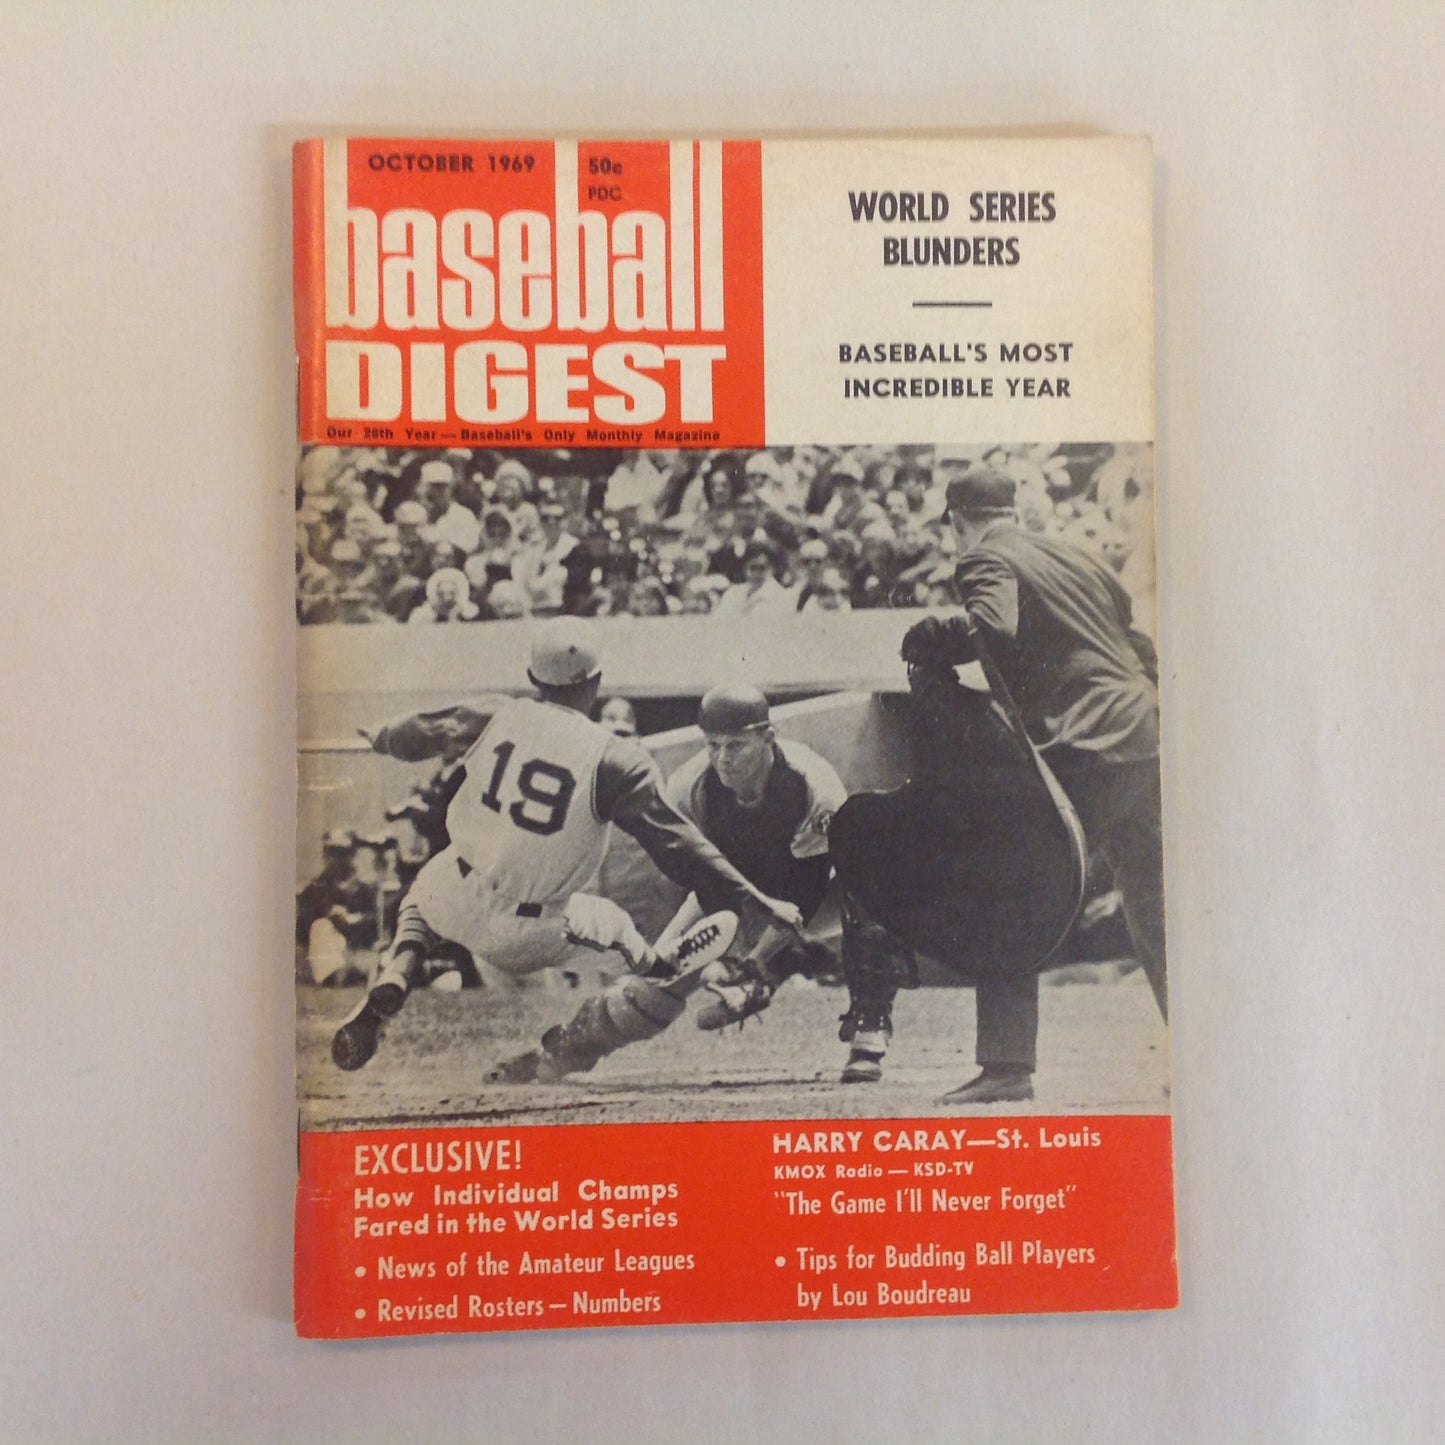 OCTOBER 1969 50c
PDC
baseball
DIGEST
Our 28th Year — Baseball's Only Monthly Magazine
WORLD SERIES
BLUNDERS
BASEBALL'S MOST
INCREDIBLE YEAR
19
EXCLUSIVE!
How Individual Champs
Fared in the World Series
• News of the Amateur Leagues
• Revised Rosters — Numbers
HARRY CARAY—St. Louis
KMOX Radio — KSD-TV
"The Game I'll Never Forget"
• Tips for Budding Ball Players
by Lou Boudreau